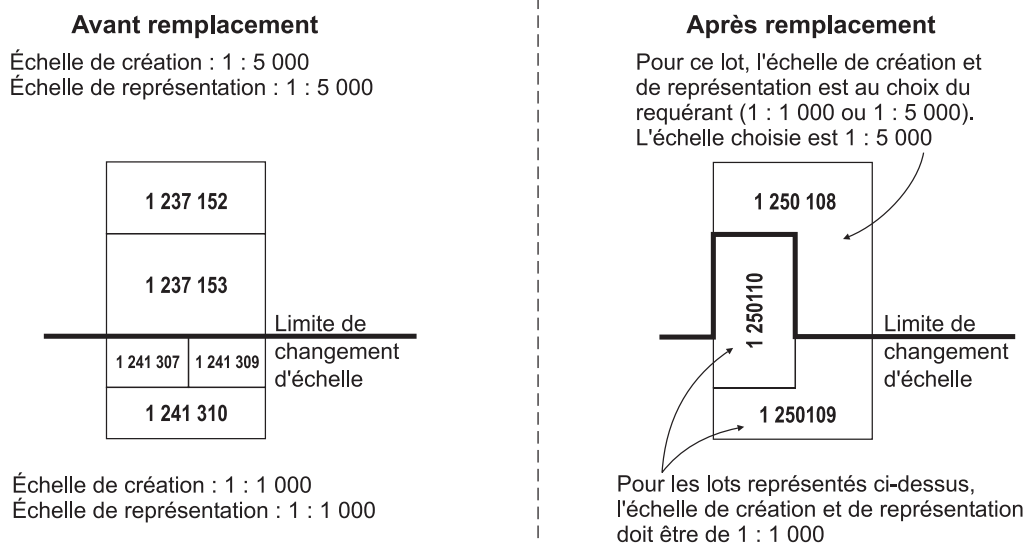 Avant remplacement
Échelle de création : 1 : 5 000
Échelle de représentation : 1 : 5 000
1 237 152
1 237 153
Limite de
changement
d'échelle
1 241 307
1 241 309
1 241 310
Échelle de création : 1 : 1 000
Échelle de représentation : 1 : 1 000
Après remplacement
Pour ce lot, l'échelle de création et
de représentation est au choix du
requérant (1 : 1 000 ou 1 : 5 000).
L'échelle choisie est 1 : 5 000
1 250 108
1 250110
Limite de
changement
d'échelle
1 250109
Pour les lots représentés ci-dessus,
l'échelle de création et de représentation
doit être de 1 : 1 000